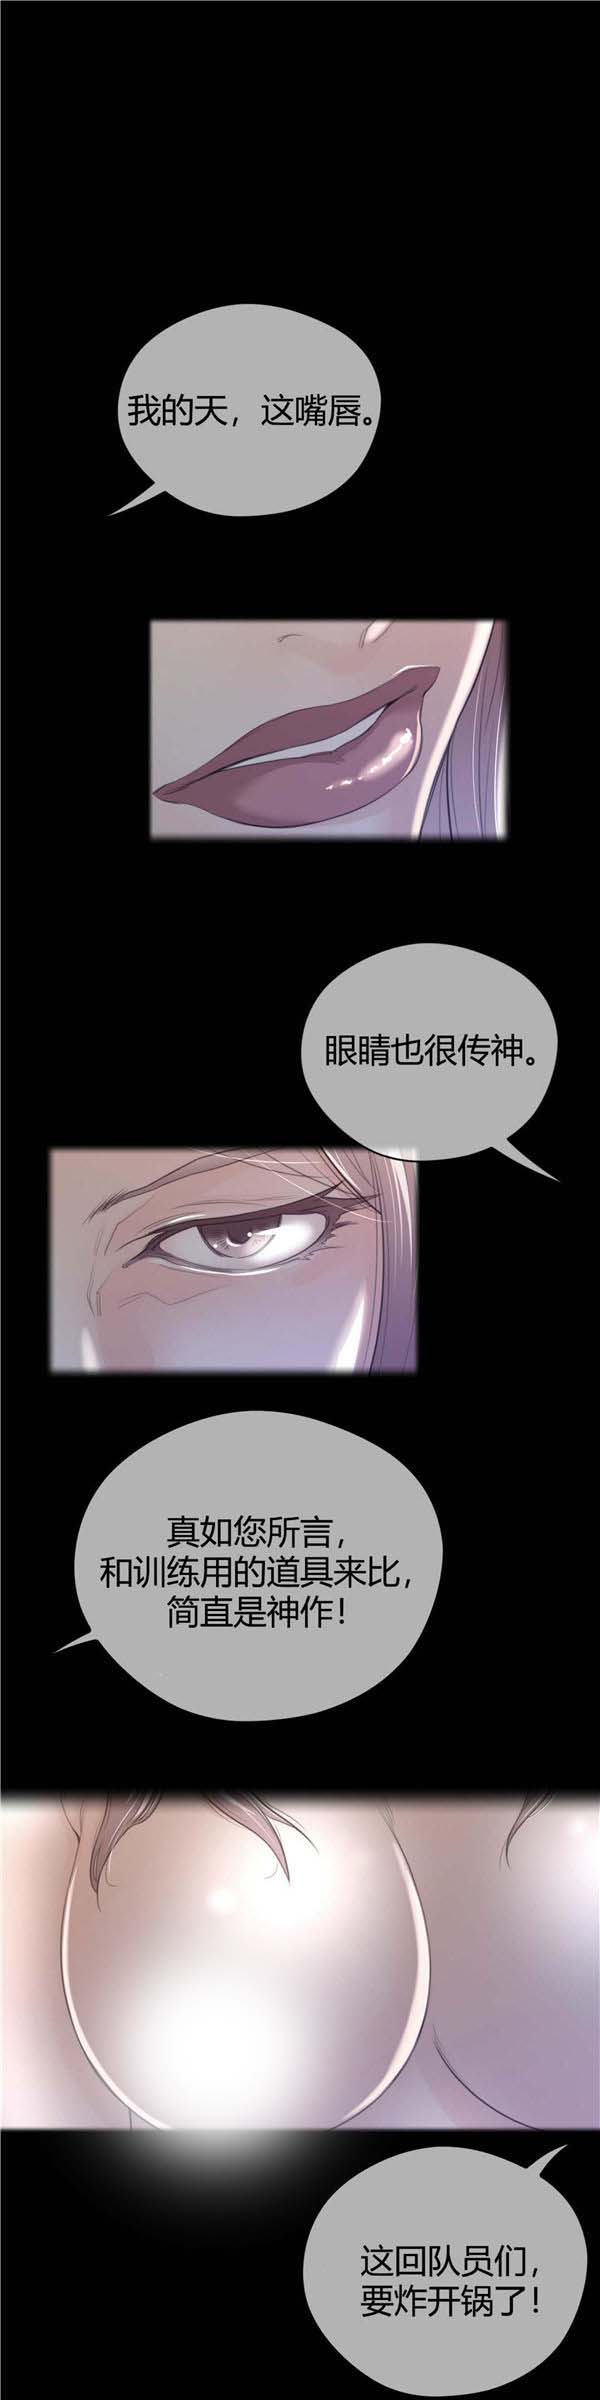 我的天，这嘴唇。
眼睛也很传神。
真如您所言，
和训练用的道具来比，
简直是神作！
这回队员们，
要炸开锅了！